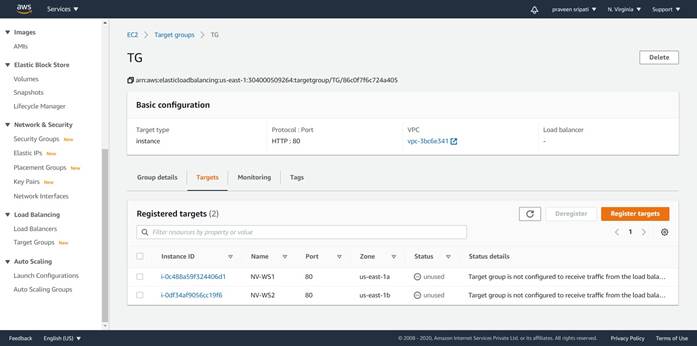 aws
Services
praveen sripati
N. Virginia
Support
Images
AMIs
Elastic Block Store
Volumes
Snapshots
Lifecycle Manager
Network & Security
Security Groups New
Elastic IPs New
Placement Groups New
Key Pairs New
Network Interfaces
Load Balancing
Load Balancers
Target Groups New
Auto Scaling
Launch Configurations
Auto Scaling Groups
EC2 > Target groups > TG
TG
Delete
arn:aws:elasticloadbalancing:us-east-1:304000509264:targetgroup/TG/86c0f7f6c724a405
Basic configuration
Target type
Protocol : Port
VPC
Load balancer
instance
HTTP : 80
vpc-3bc6e341
-
Group details
Targets
Monitoring
Tags
Registered targets (2)
Deregister
Register targets
Filter resources by property or value
1
Instance ID Name Port Zone Status Status details
i-0c488a59f324406d1 NV-WS1 80 us-east-1a unused Target group is not configured to receive traffic from the load bala...
i-0df34af9056cc19f6 NV-WS2 80 us-east-1b unused Target group is not configured to receive traffic from the load bala...
Feedback
English (US)
© 2008 - 2020, Amazon Internet Services Private Ltd. or its affiliates. All rights reserved.
Privacy Policy
Terms of Use